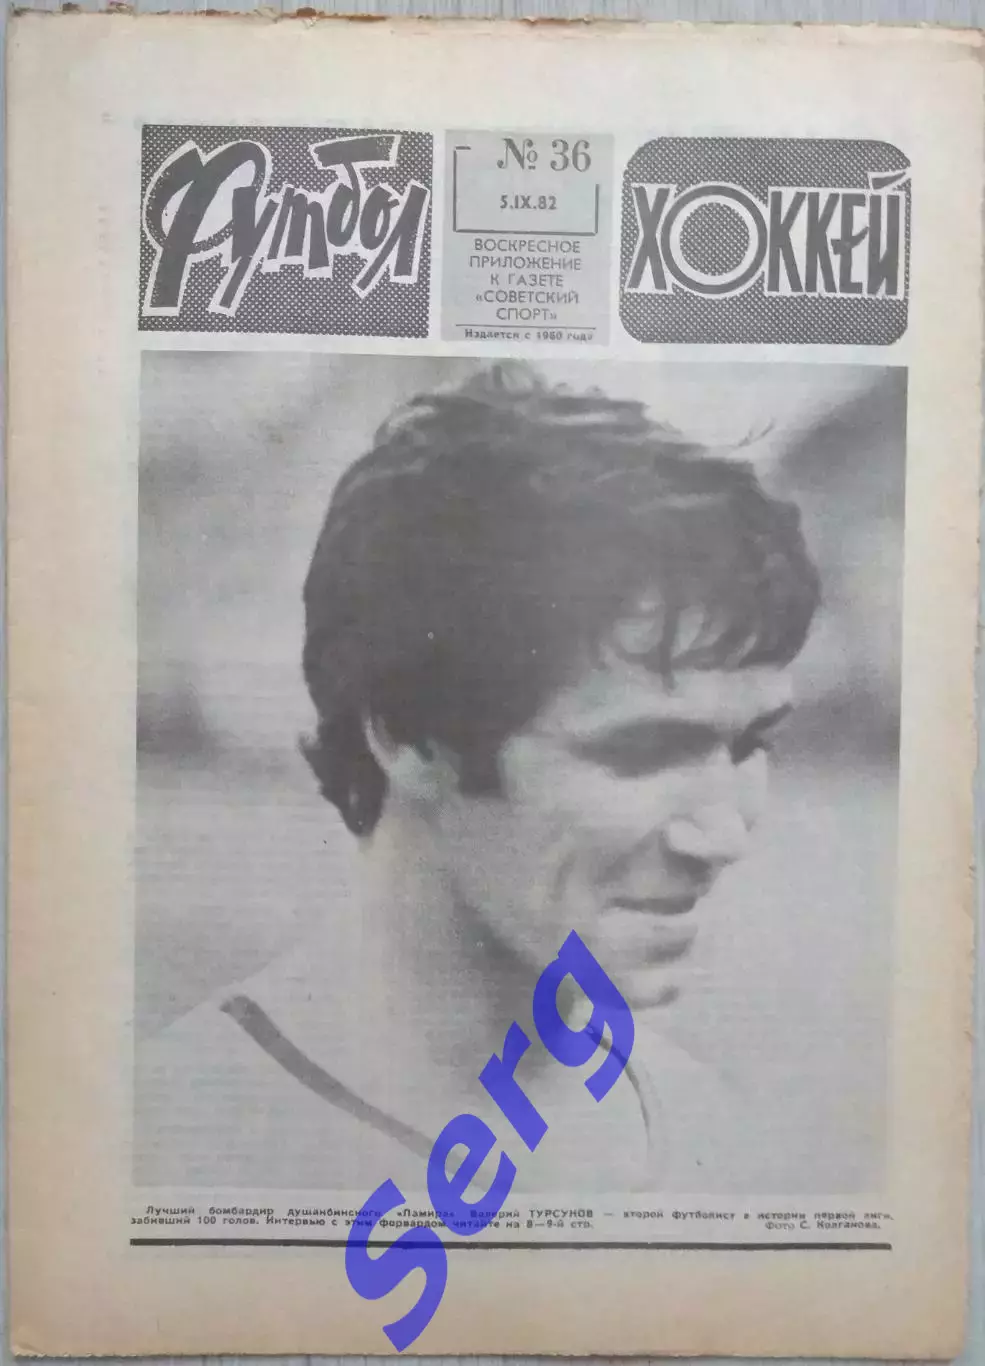 Футбол
№ 36
5.IX.82
ВОСКРЕСНОЕ
ПРИЛОЖЕНИЕ
К ГАЗЕТЕ
«СОВЕТСКИЙ
СПОРТ»
Издается с 1960 года
ХОККЕЙ
Лучший бомбардир душанбинского «Памира» Валерий ТУРСУНОВ — второй футболист в истории первой лиги,
забивший 100 голов. Интервью с этим форвардом читайте на 8—9-й стр.
Фото С. Колганова.
Serg